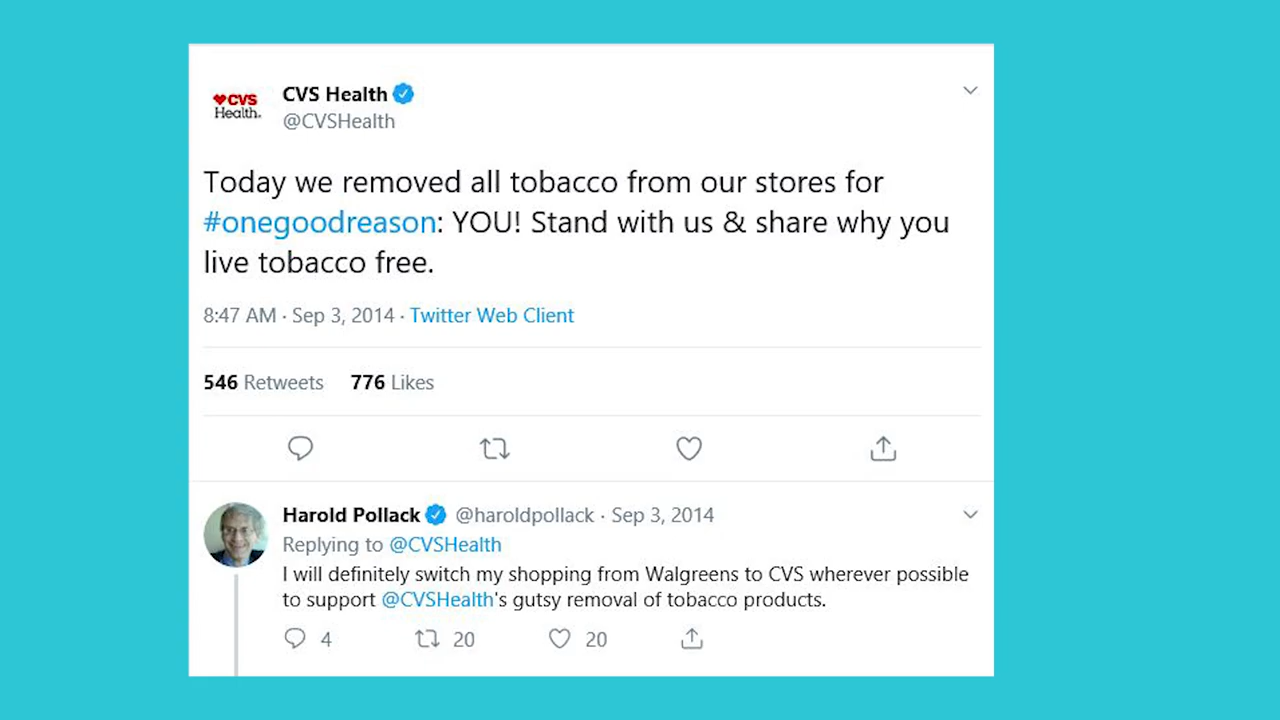 CVS Health
CVS Health.
@CVSHealth
Today we removed all tobacco from our stores for
#onegoodreason: YOU! Stand with us & share why you
live tobacco free.
8:47 AM · Sep 3, 2014 · Twitter Web Client
546 Retweets 776 Likes
Harold Pollack @haroldpollack · Sep 3, 2014
Replying to @CVSHealth
I will definitely switch my shopping from Walgreens to CVS wherever possible
to support @CVSHealth's gutsy removal of tobacco products.
4 20 20